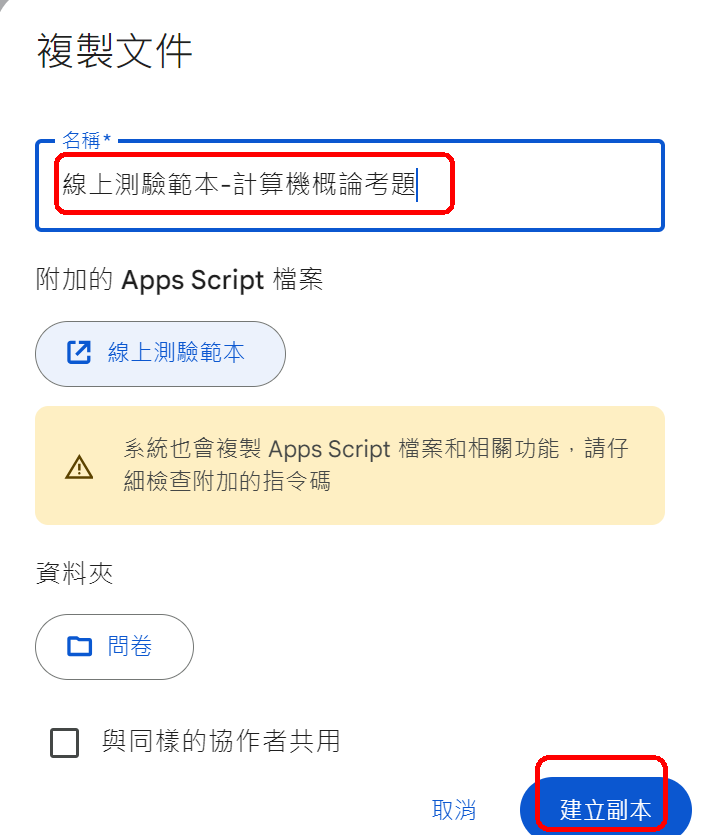 複製文件
名稱*
線上測驗範本-計算機概論考題
附加的 Apps Script 檔案
線上測驗範本
系統也會複製 Apps Script 檔案和相關功能，請仔
細檢查附加的指令碼
資料夾
問卷
與同樣的協作者共用
取消
建立副本